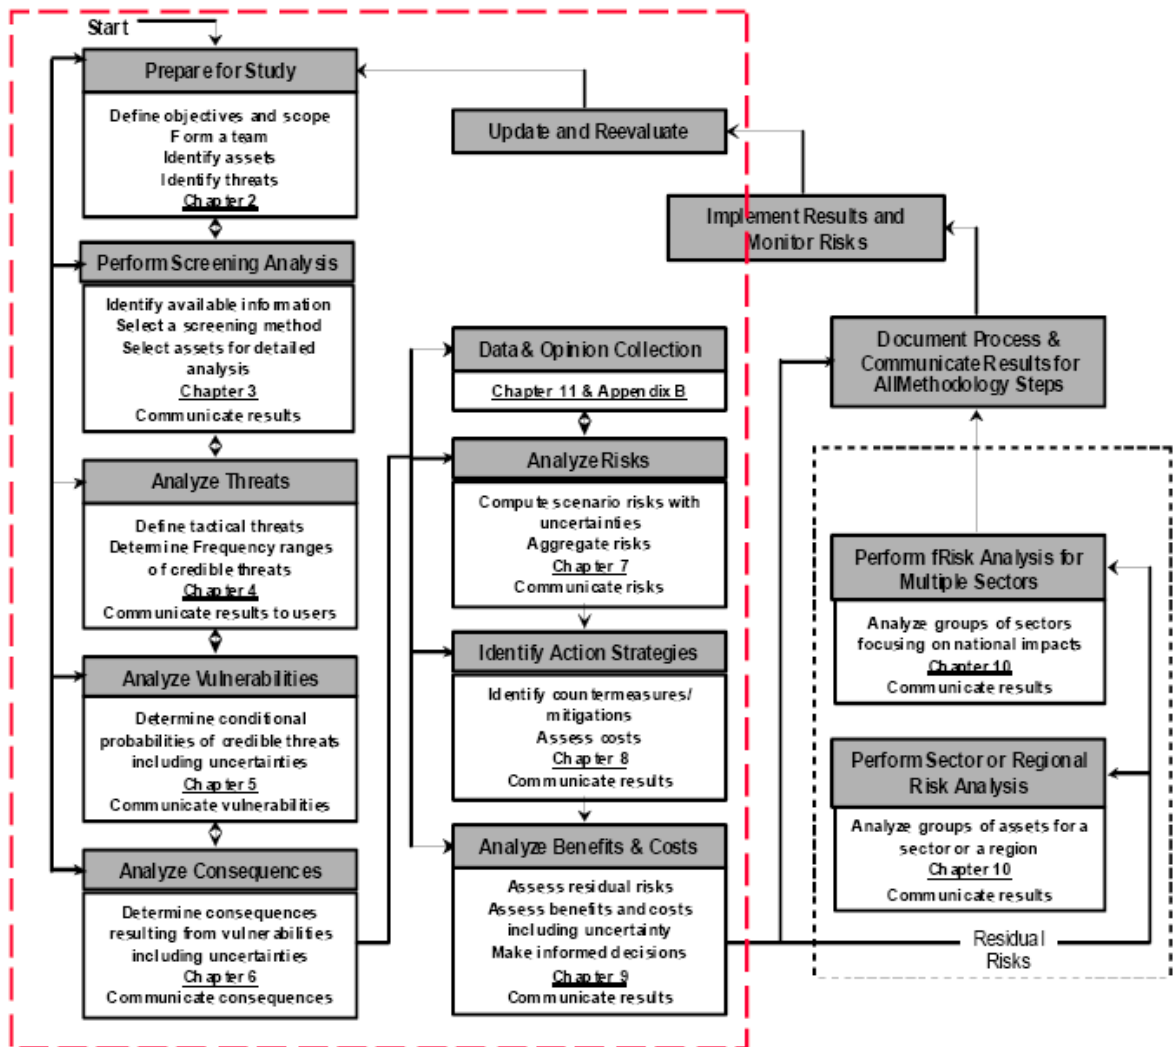 Start
Prepare for Study
Define objectives and scope
Form a team
Identify assets
Identify threats
Chapter 2
Perform Screening Analysis
Identify available information
Select a screening method
Select assets for detailed
analysis
Chapter 3
Communicate results
Analyze Threats
Define tactical threats
Determine Frequency ranges
of credible threats
Chapter 4
Communicate results to users
Analyze Vulnerabilities
Determine conditional
probabilities of credible threats
including uncertainties
Chapter 5
Communicate vulnerabilities
Analyze Consequences
Determine consequences
resulting from vulnerabilities
including uncertainties
Chapter 6
Communicate consequences
Update and Reevaluate
Data & Opinion Collection
Chapter 11 & Appendix B
Analyze Risks
Compute scenario risks with
uncertainties
Aggregate risks
Chapter 7
Communicate risks
Identify Action Strategies
Identify countermeasures/
mitigations
Assess costs
Chapter 8
Communicate results
Analyze Benefits & Costs
Assess residual risks
Assess benefits and costs
including uncertainty
Make informed decisions
Chapter 9
Communicate results
Implement Results and
Monitor Risks
Document Process &
Communicate Results for
All Methodology Steps
Perform fRisk Analysis for
Multiple Sectors
Analyze groups of sectors
focusing on national impacts
Chapter 10
Communicate results
Perform Sector or Regional
Risk Analysis
Analyze groups of assets for a
sector or a region
Chapter 10
Communicate results
Residual
Risks